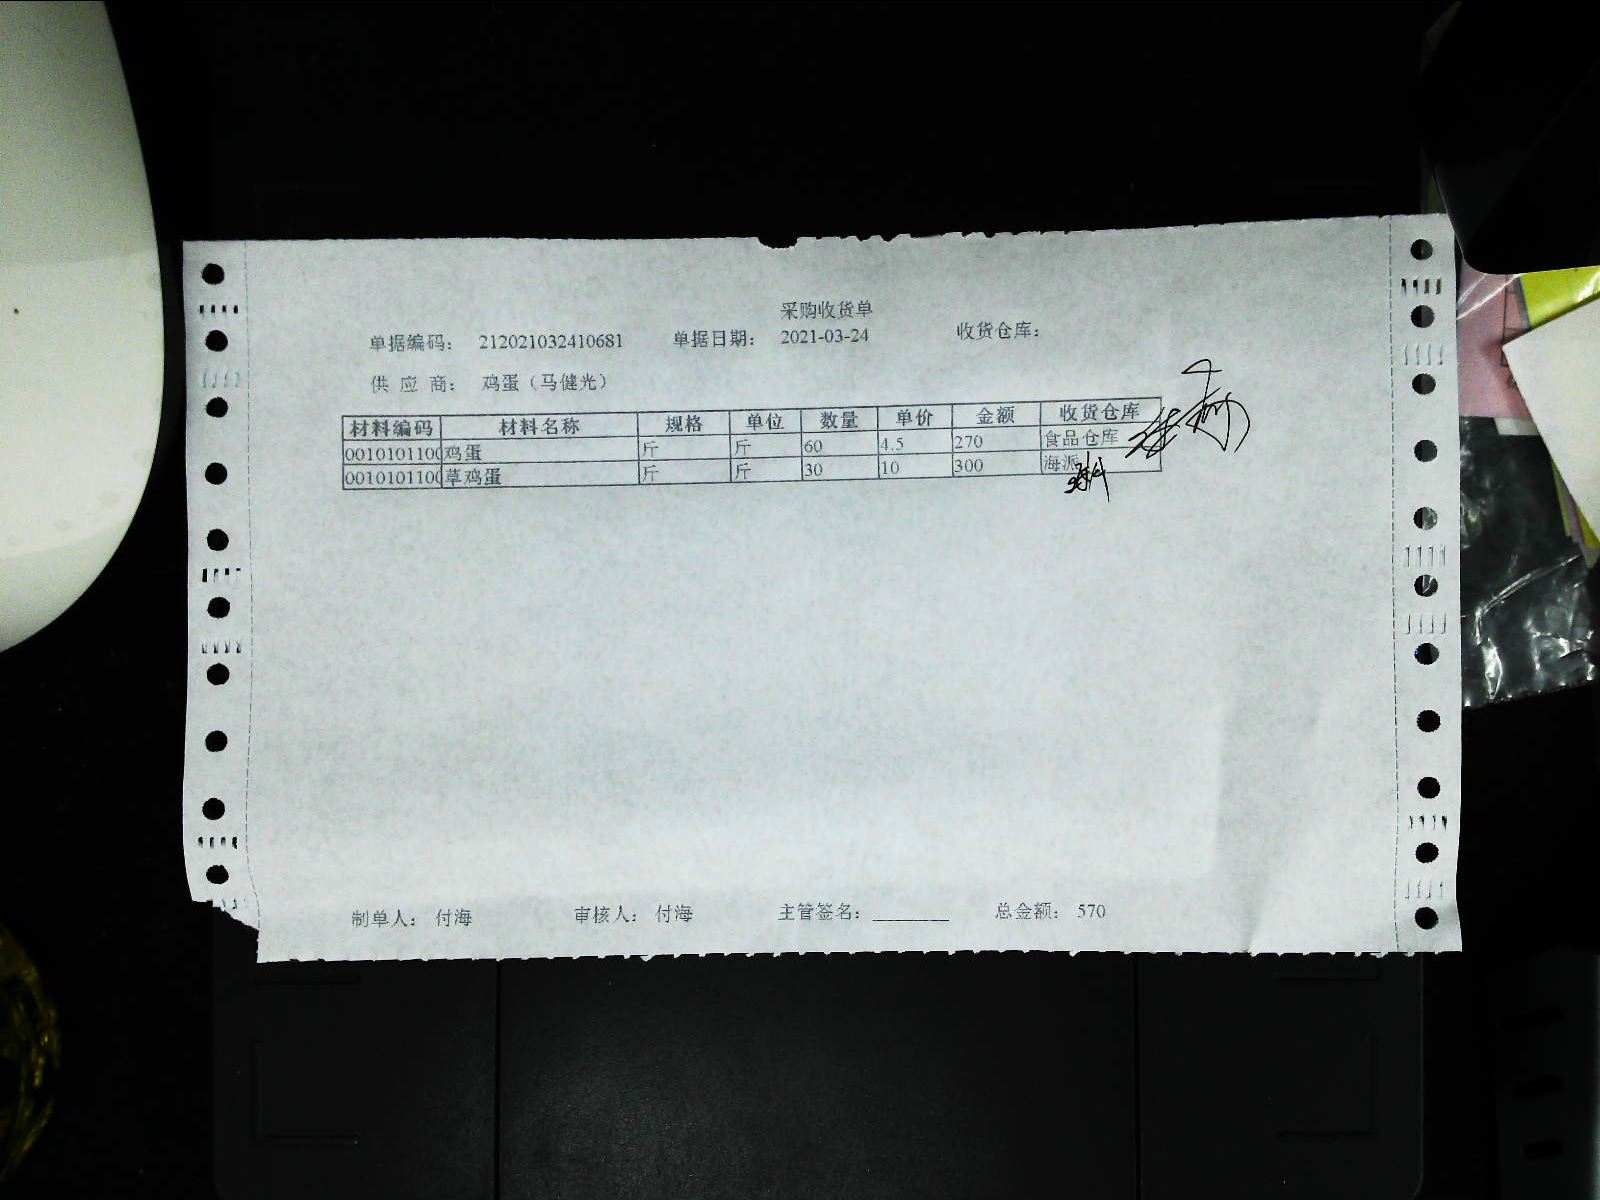 采购收货单
单据编码： 212021032410681 单据日期： 2021-03-24 收货仓库：
供 应 商： 鸡蛋（马健光）
材料编码 材料名称 规格 单位 数量 单价 金额 收货仓库
0010101100 鸡蛋 斤 斤 60 4.5 270 食品仓库
0010101100 草鸡蛋 斤 斤 30 10 300 海派
制单人： 付海 审核人： 付海 主管签名：________ 总金额： 570